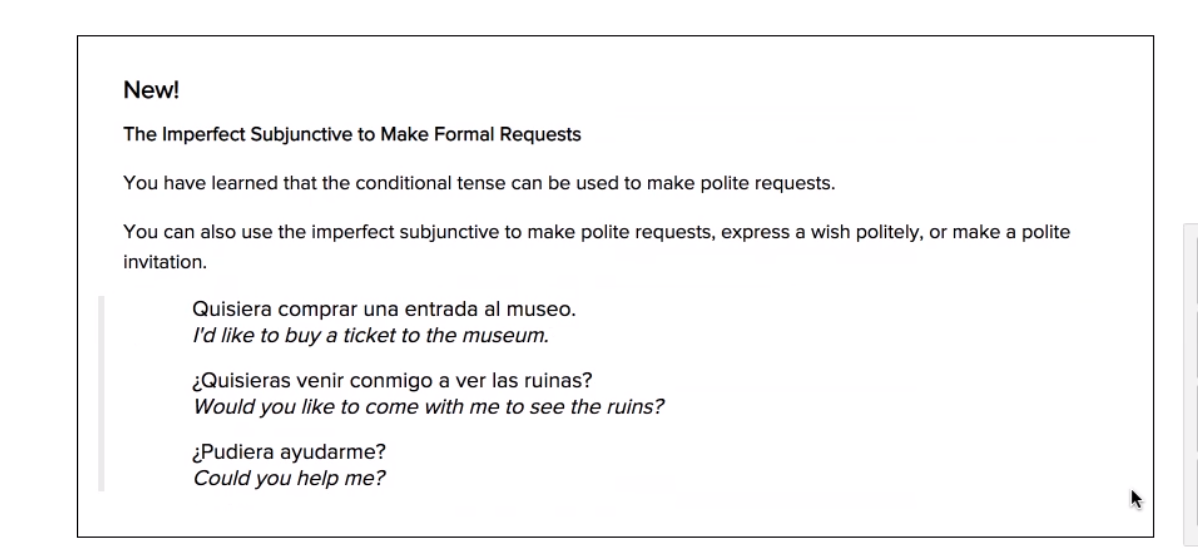 New!
The Imperfect Subjunctive to Make Formal Requests
You have learned that the conditional tense can be used to make polite requests.
You can also use the imperfect subjunctive to make polite requests, express a wish politely, or make a polite
invitation.
Quisiera comprar una entrada al museo.
I'd like to buy a ticket to the museum.
¿Quisieras venir conmigo a ver las ruinas?
Would you like to come with me to see the ruins?
¿Pudiera ayudarme?
Could you help me?